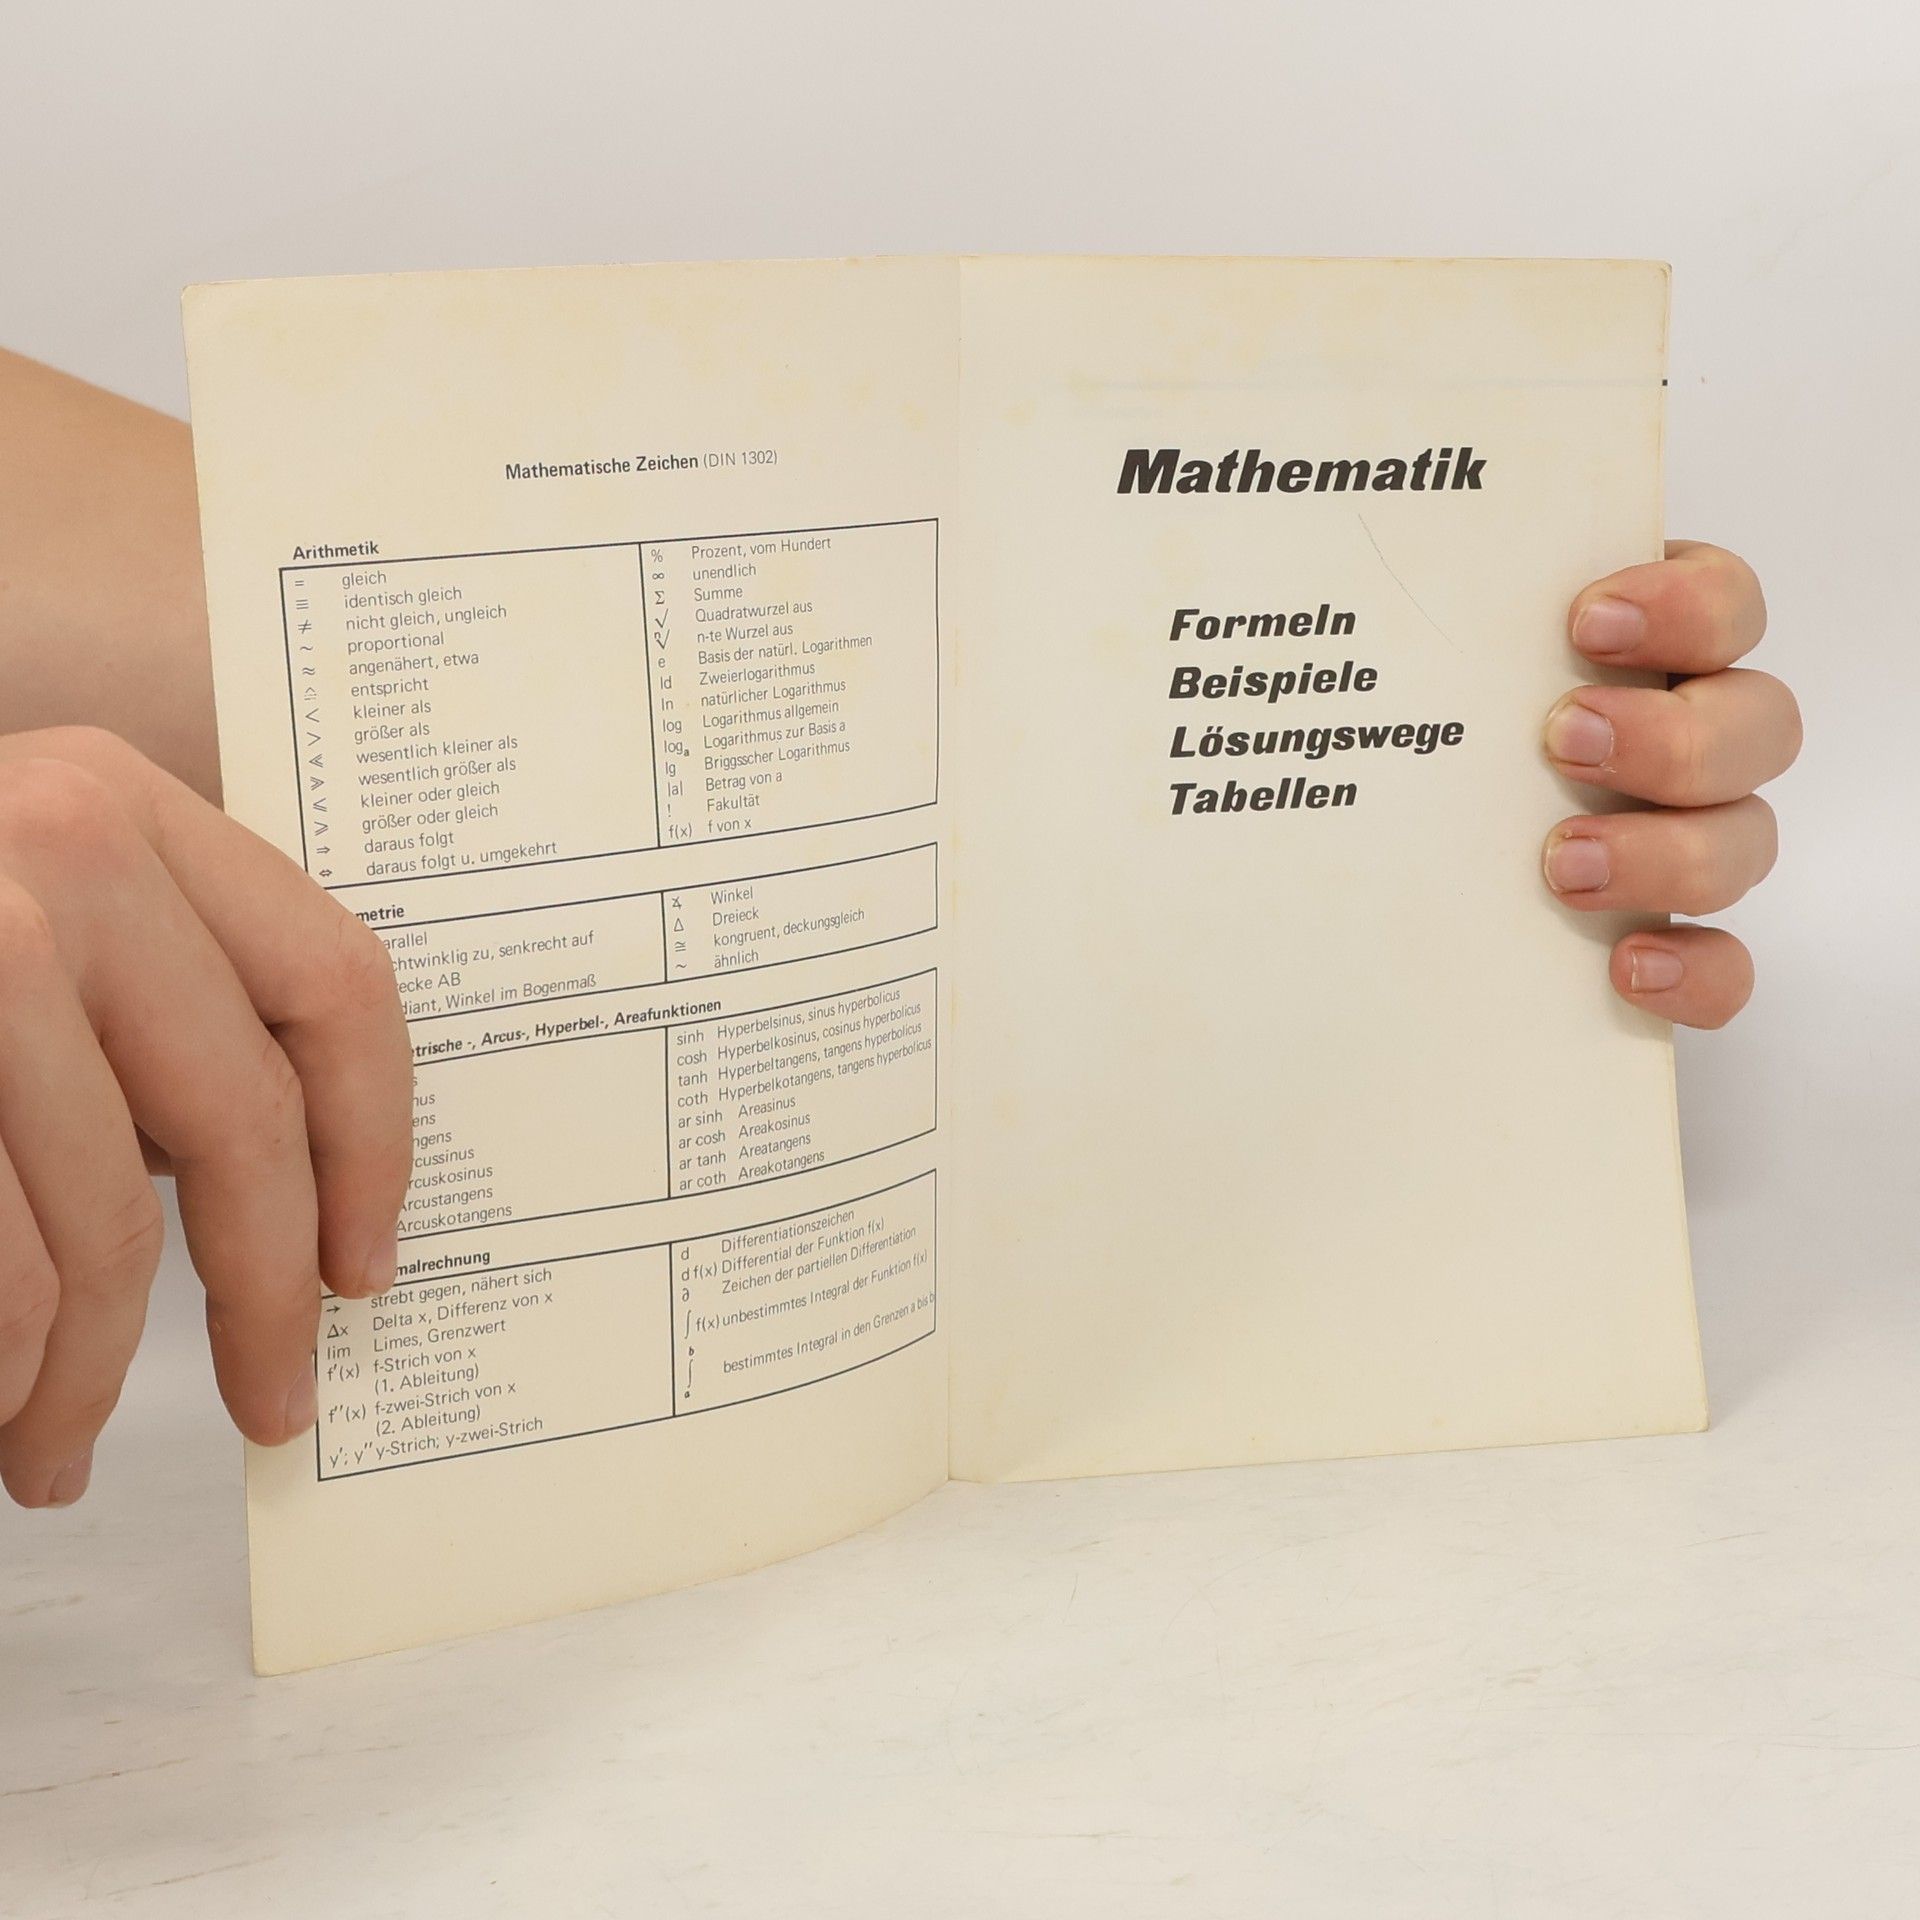 Mathematische Zeichen (DIN 1302)
Arithmetik
= gleich
≡ identisch gleich
≠ nicht gleich, ungleich
~ proportional
≈ angenähert, etwa
≙ entspricht
< kleiner als
> größer als
≪ wesentlich kleiner als
≫ wesentlich größer als
≦ kleiner oder gleich
≧ größer oder gleich
⇒ daraus folgt
⇔ daraus folgt u. umgekehrt
% Prozent, vom Hundert
∞ unendlich
Σ Summe
√ Quadratwurzel aus
ⁿ√ n-te Wurzel aus
e Basis der natürl. Logarithmen
ld Zweierlogarithmus
ln natürlicher Logarithmus
log Logarithmus allgemein
logₐ Logarithmus zur Basis a
lg Briggsscher Logarithmus
|a| Betrag von a
! Fakultät
f(x) f von x
metrie
arallel
chtwinklig zu, senkrecht auf
ecke AB
diant, Winkel im Bogenmaß
∡ Winkel
Δ Dreieck
≅ kongruent, deckungsgleich
~ ähnlich
trische -, Arcus-, Hyperbel-, Areafunktionen
s
nus
ens
ngens
rcussinus
rcuskosinus
Arcustangens
Arcuskotangens
sinh Hyperbelsinus, sinus hyperbolicus
cosh Hyperbelkosinus, cosinus hyperbolicus
tanh Hyperbeltangens, tangens hyperbolicus
coth Hyperbelkotangens, tangens hyperbolicus
ar sinh Areasinus
ar cosh Areakosinus
ar tanh Areatangens
ar coth Areakotangens
malrechnung
→ strebt gegen, nähert sich
Δx Delta x, Differenz von x
lim Limes, Grenzwert
f′(x) f-Strich von x
(1. Ableitung)
f″(x) f-zwei-Strich von x
(2. Ableitung)
y′; y″ y-Strich; y-zwei-Strich
d Differentiationszeichen
d f(x) Differential der Funktion f(x)
∂ Zeichen der partiellen Differentiation
∫ f(x) unbestimmtes Integral der Funktion f(x)
b
∫ bestimmtes Integral in den Grenzen a bis b
a
Mathematik
Formeln
Beispiele
Lösungswege
Tabellen